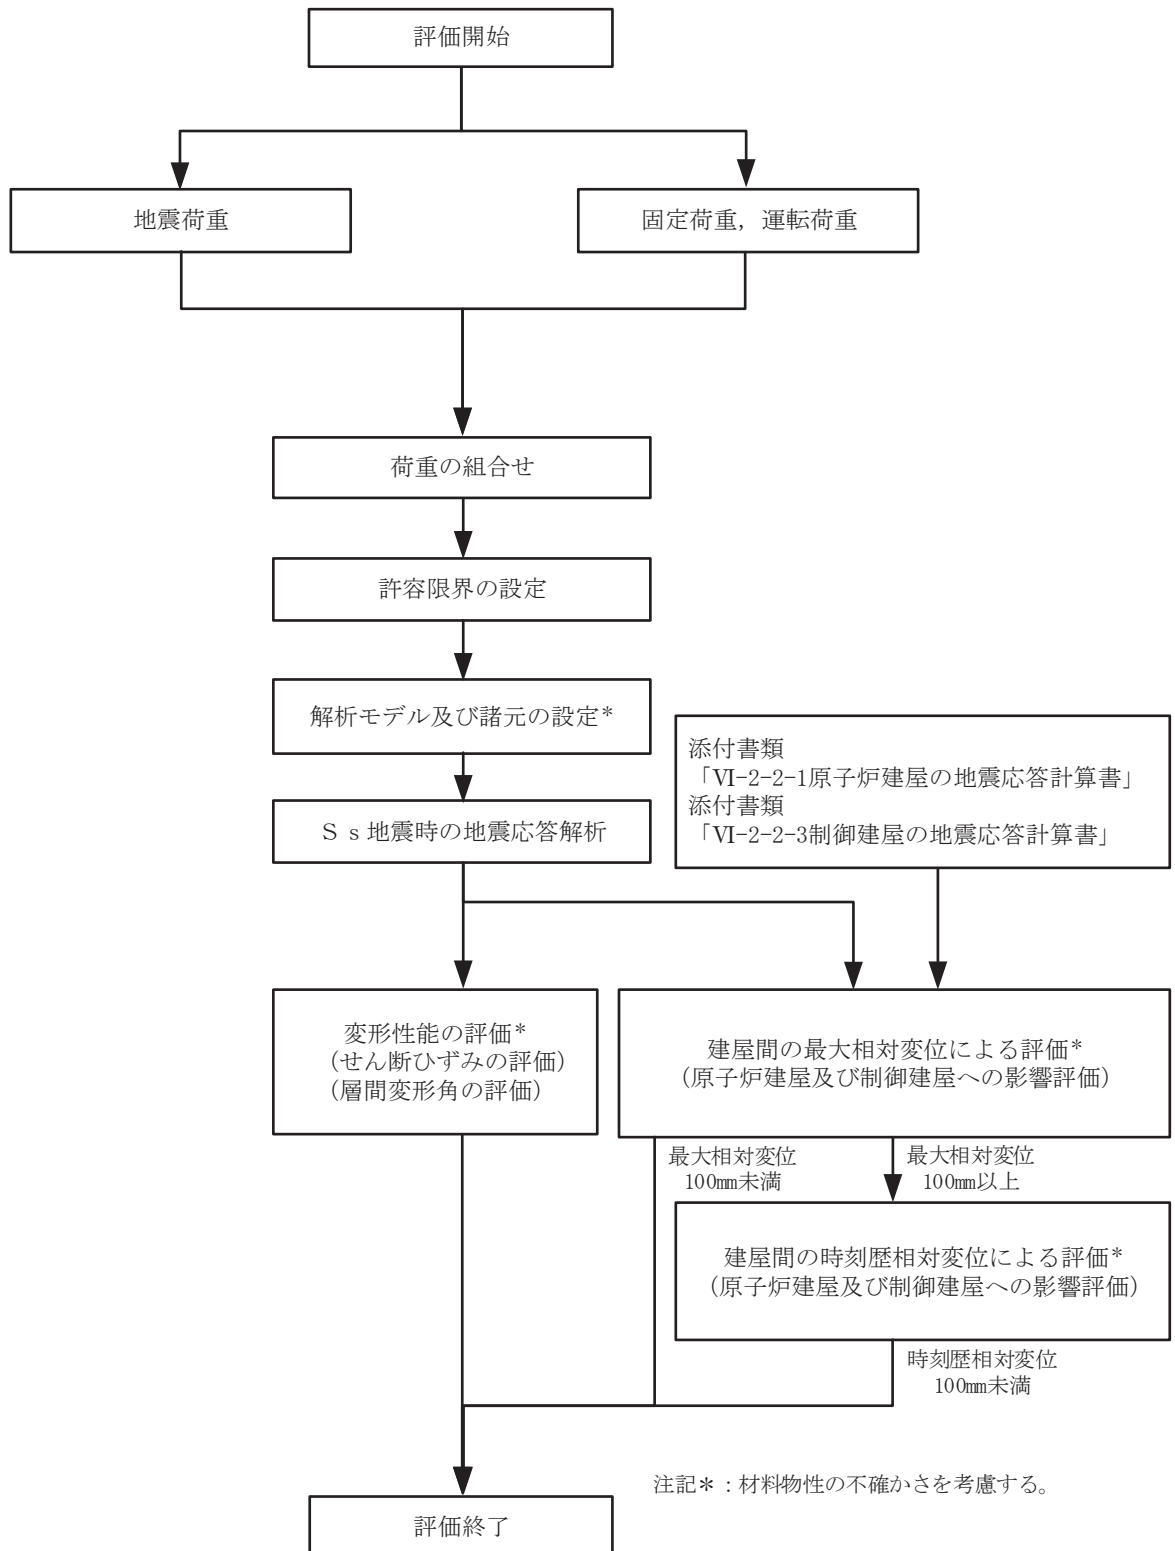 評価開始
地震荷重
固定荷重，運転荷重
荷重の組合せ
許容限界の設定
解析モデル及び諸元の設定*
Ｓｓ地震時の地震応答解析
添付書類
「Ⅵ-2-2-1原子炉建屋の地震応答計算書」
添付書類
「Ⅵ-2-2-3制御建屋の地震応答計算書」
変形性能の評価*
（せん断ひずみの評価）
（層間変形角の評価）
建屋間の最大相対変位による評価*
（原子炉建屋及び制御建屋への影響評価）
最大相対変位
100mm未満
最大相対変位
100mm以上
建屋間の時刻歴相対変位による評価*
（原子炉建屋及び制御建屋への影響評価）
時刻歴相対変位
100mm未満
注記＊：材料物性の不確かさを考慮する。
評価終了